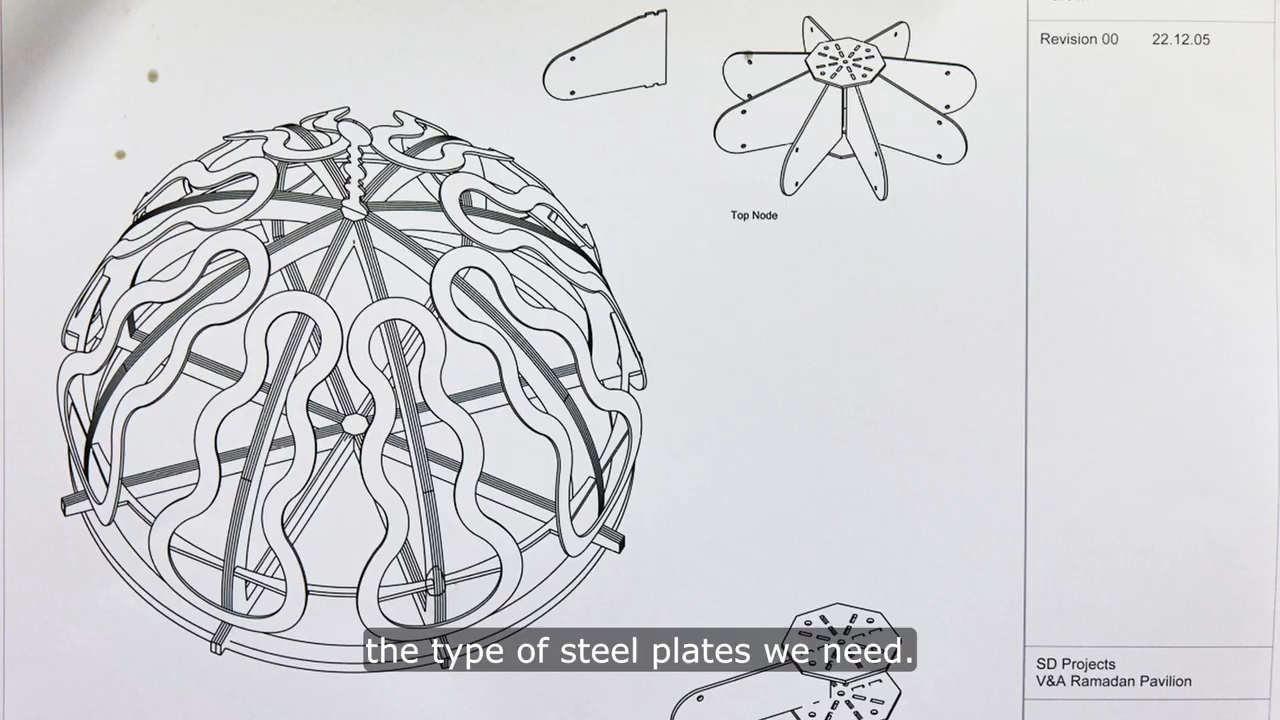 Revision 00 22.12.05
Top Node
the type of steel plates we need.
SD Projects
V&A Ramadan Pavilion